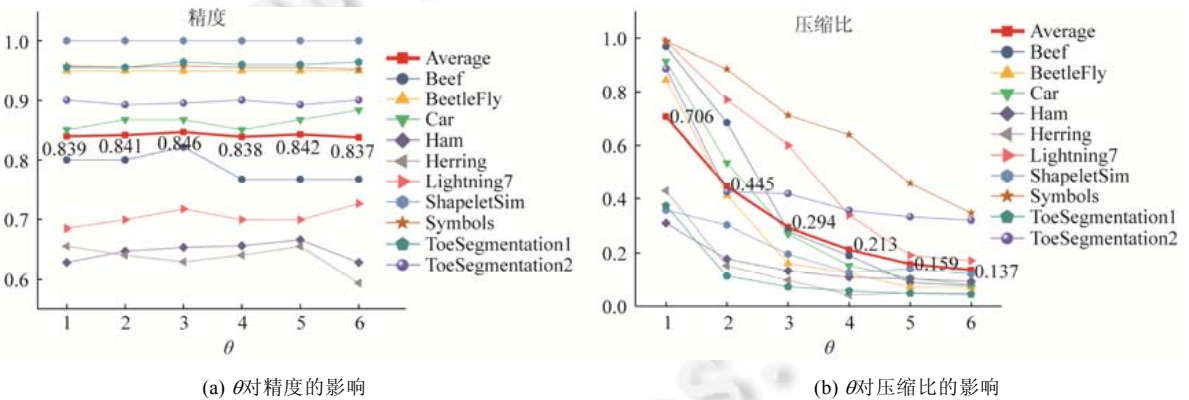 精度
1.0
0.9
0.8
0.7
0.6
0.839
0.841
0.846
0.838
0.842
0.837
1 2 3 4 5 6
θ
Average
Beef
BeetleFly
Car
Ham
Herring
Lightning7
ShapeletSim
Symbols
ToeSegmentation1
ToeSegmentation2
(a) θ对精度的影响
压缩比
1.0
0.8
0.6
0.4
0.2
0.0
0.706
0.445
0.294
0.213
0.159
0.137
1 2 3 4 5 6
θ
Average
Beef
BeetleFly
Car
Ham
Herring
Lightning7
ShapeletSim
Symbols
ToeSegmentation1
ToeSegmentation2
(b) θ对压缩比的影响